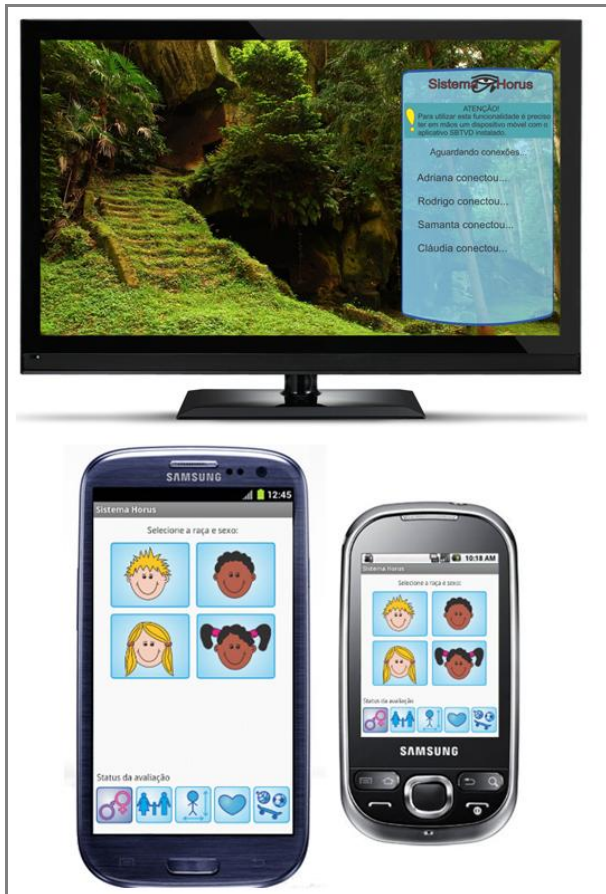 Sistema Horus
ATENÇÃO!
Para utilizar esta funcionalidade é preciso
ter em mãos um dispositivo móvel com o
aplicativo SBTVD instalado.
Aguardando conexões...
Adriana conectou...
Rodrigo conectou...
Samanta conectou...
Cláudia conectou...
SAMSUNG
12:45
Sistema Horus
Selecione a raça e sexo:
Status da avaliação
10:18 AM
Sistema Horus
Selecione a raça e sexo:
Status da avaliação
SAMSUNG